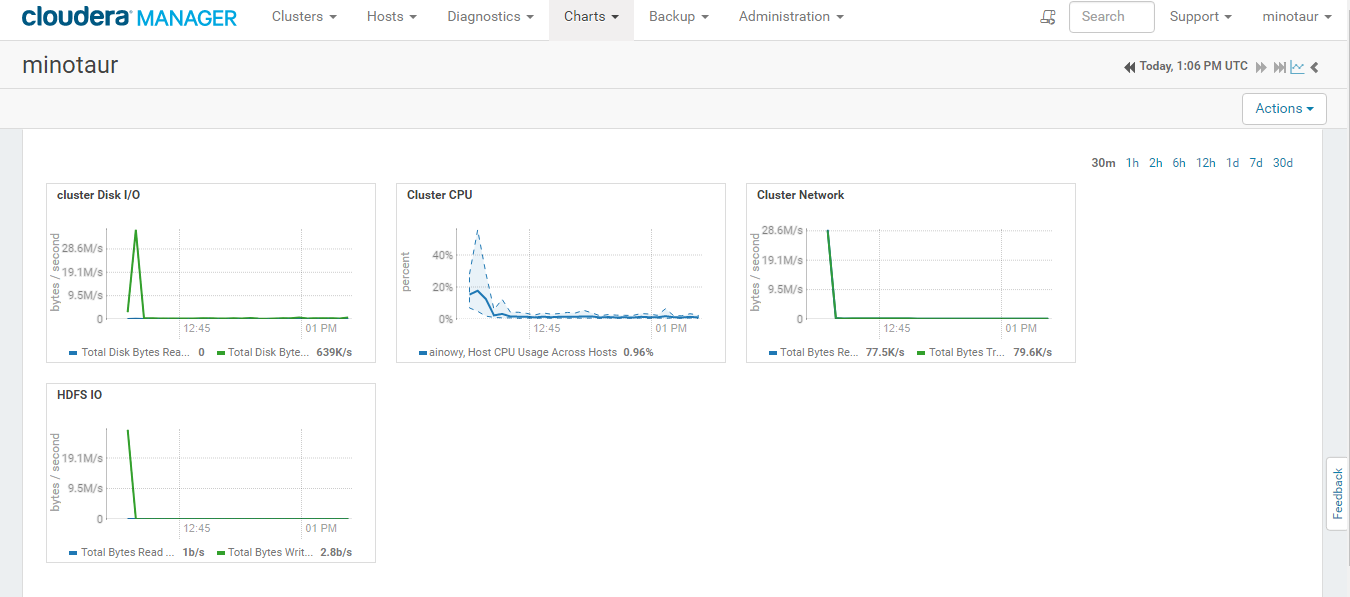 cloudera MANAGER Clusters Hosts Diagnostics Charts Backup Administration Search Support minotaur
minotaur
Today, 1:06 PM UTC
Actions
30m 1h 2h 6h 12h 1d 7d 30d
cluster Disk I/O
bytes / second
28.6M/s
19.1M/s
9.5M/s
0
12:45 01 PM
Total Disk Bytes Rea... 0 Total Disk Byte... 639K/s
Cluster CPU
percent
40%
20%
0%
12:45 01 PM
ainowy, Host CPU Usage Across Hosts 0.96%
Cluster Network
bytes / second
28.6M/s
19.1M/s
9.5M/s
0
12:45 01 PM
Total Bytes Re... 77.5K/s Total Bytes Tr... 79.6K/s
HDFS IO
bytes / second
19.1M/s
9.5M/s
0
12:45 01 PM
Total Bytes Read ... 1b/s Total Bytes Writ... 2.8b/s
Feedback